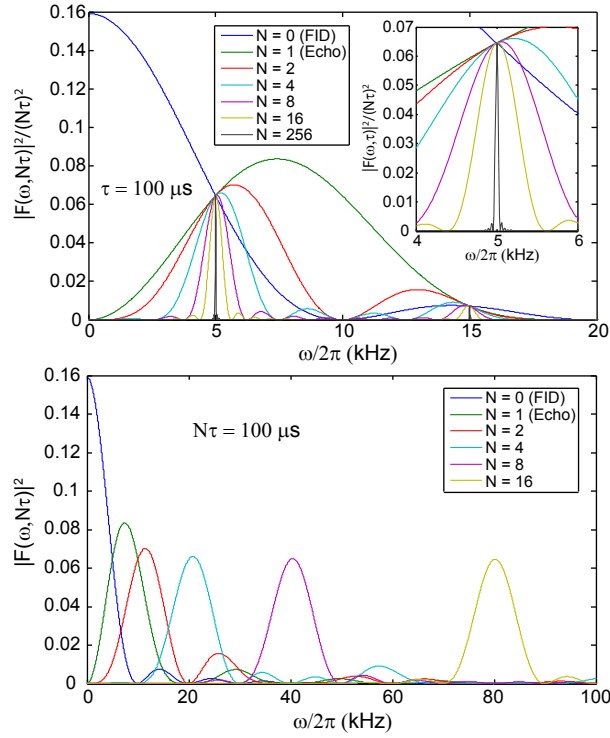 0.16
0.14
0.12
0.1
0.08
0.06
0.04
0.02
0
|F(ω,Nτ)|²/(Nτ)²
τ = 100 μs
N = 0 (FID)
N = 1 (Echo)
N = 2
N = 4
N = 8
N = 16
N = 256
0.07
0.06
0.05
0.04
0.03
0.02
0.01
0
|F(ω,τ)|²/(Nτ)²
4 5 6
ω/2π (kHz)
0 5 10 15 20
ω/2π (kHz)
0.16
0.14
0.12
0.1
0.08
0.06
0.04
0.02
0
|F(ω,Nτ)|²
Nτ = 100 μs
N = 0 (FID)
N = 1 (Echo)
N = 2
N = 4
N = 8
N = 16
0 20 40 60 80 100
ω/2π (kHz)